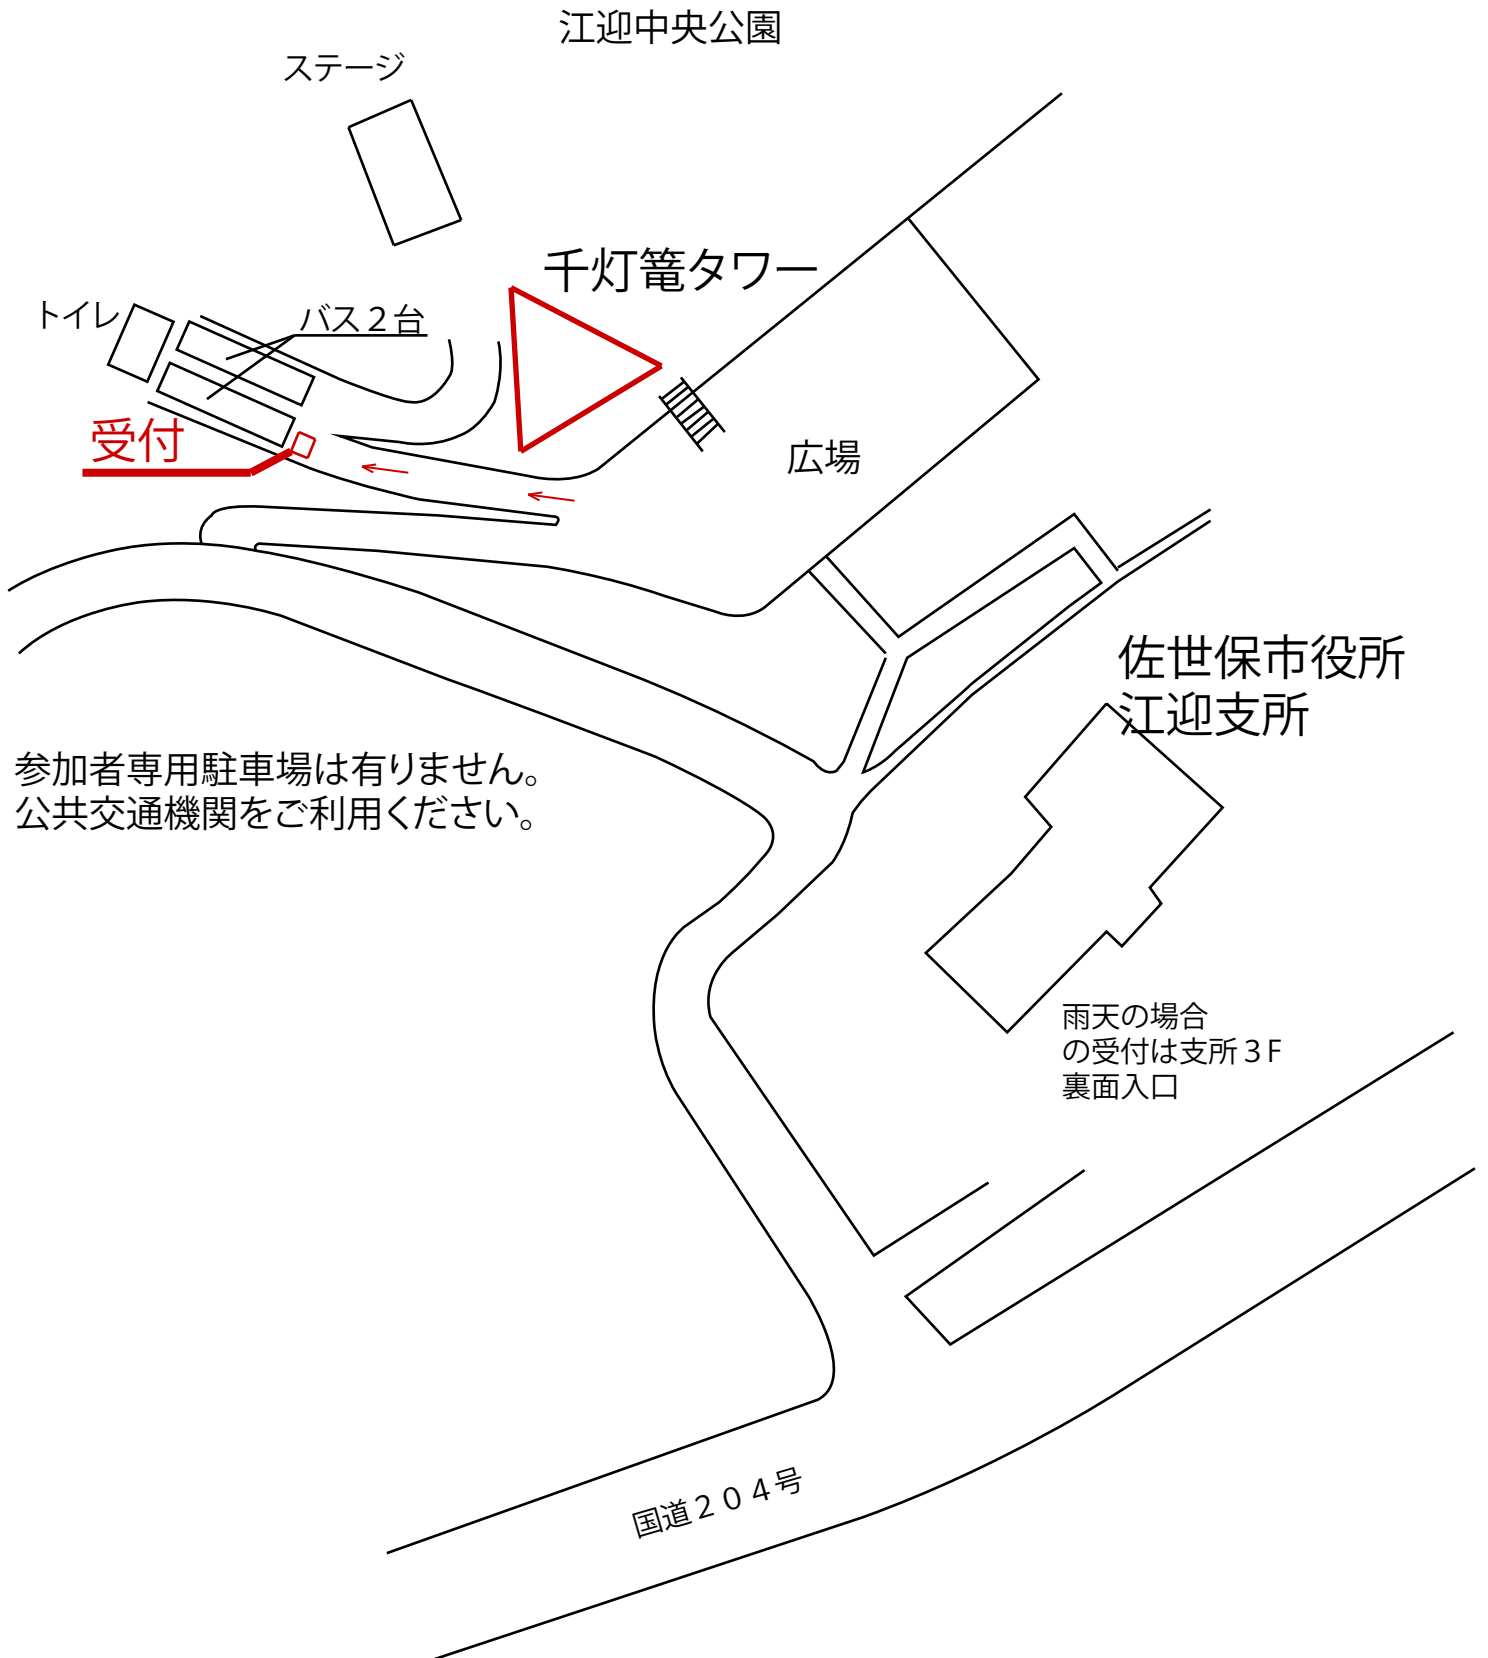 江迎中央公園
ステージ
千灯篭タワー
トイレ
バス２台
受付
広場
佐世保市役所
江迎支所
参加者専用駐車場は有りません。
公共交通機関をご利用ください。
雨天の場合
の受付は支所３F
裏面入口
国道２０４号